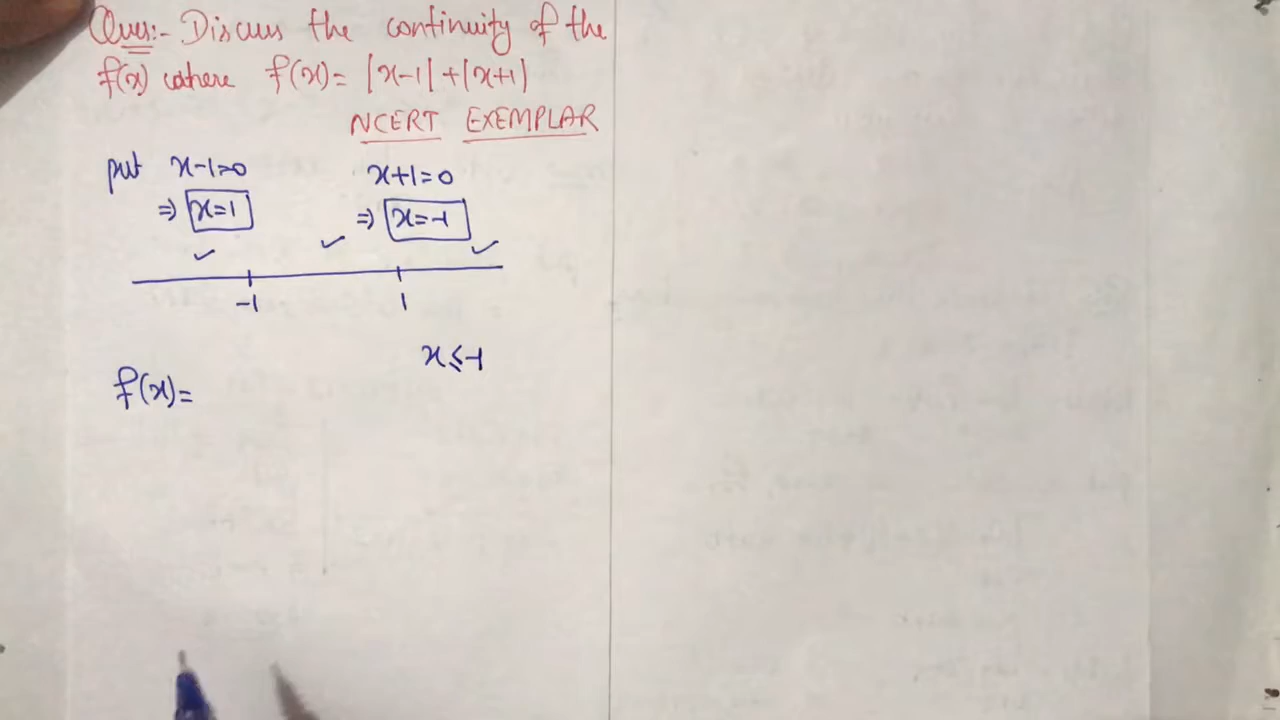 Ques:- Discuss the continuity of the
f(x) where f(x) = |x-1| + |x+1|
NCERT EXEMPLAR
put x-1=0 x+1=0
⇒ x=1 ⇒ x=-1
✓ ✓ ✓
-1 1
x≤-1
f(x)=